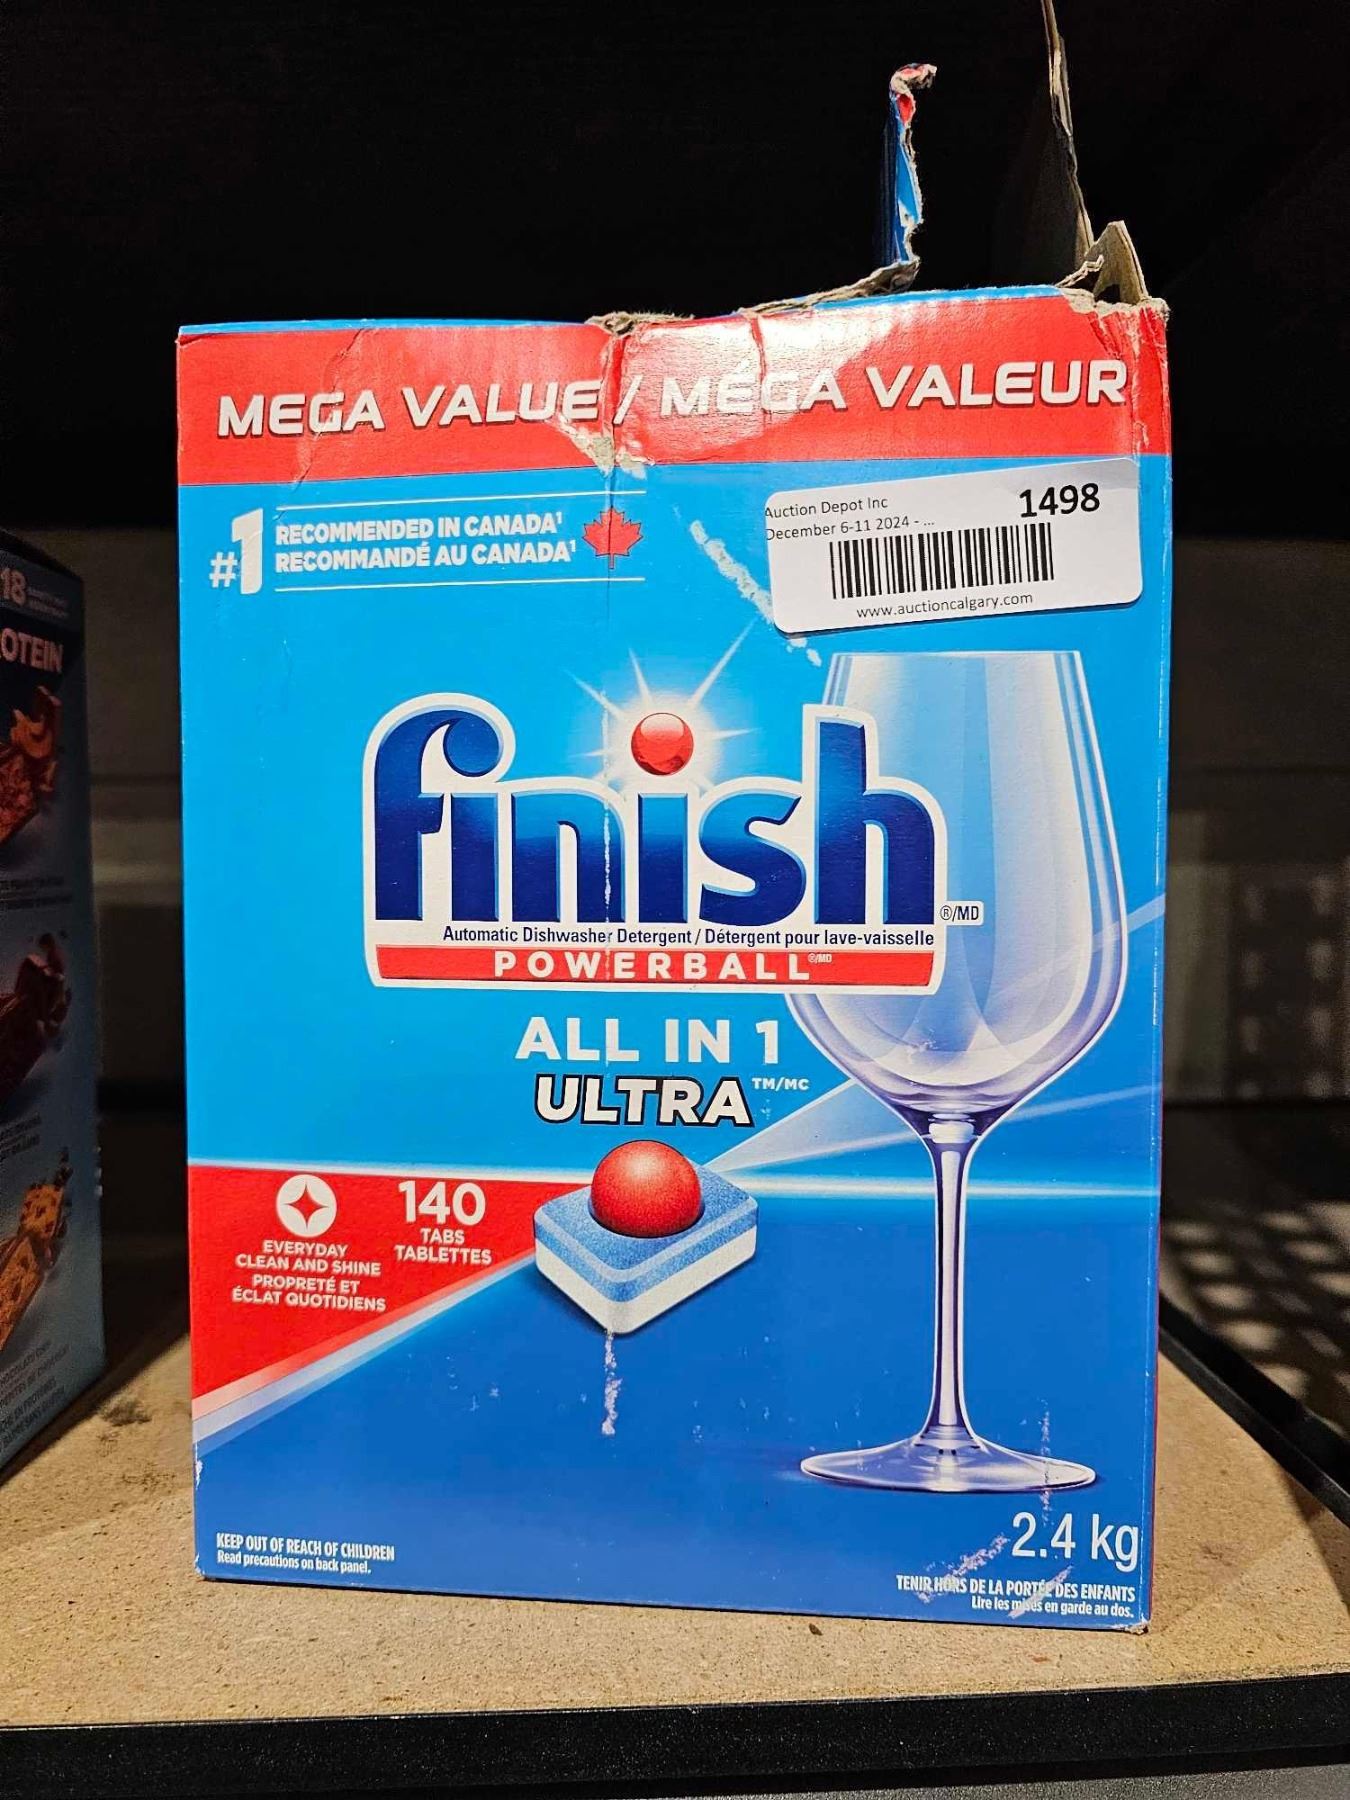 MEGA VALUE / MÉGA VALEUR
#1 RECOMMENDED IN CANADA¹
RECOMMANDÉ AU CANADA¹
Auction Depot Inc
December 6-11 2024 - ...
1498
www.auctioncalgary.com
finish ®/MD
Automatic Dishwasher Detergent / Détergent pour lave-vaisselle
POWERBALL ®/MD
ALL IN 1
ULTRA TM/MC
EVERYDAY
CLEAN AND SHINE
PROPRETÉ ET
ÉCLAT QUOTIDIENS
140
TABS
TABLETTES
2.4 kg
KEEP OUT OF REACH OF CHILDREN
Read precautions on back panel.
TENIR HORS DE LA PORTÉE DES ENFANTS
Lire les mises en garde au dos.
18
OTEIN